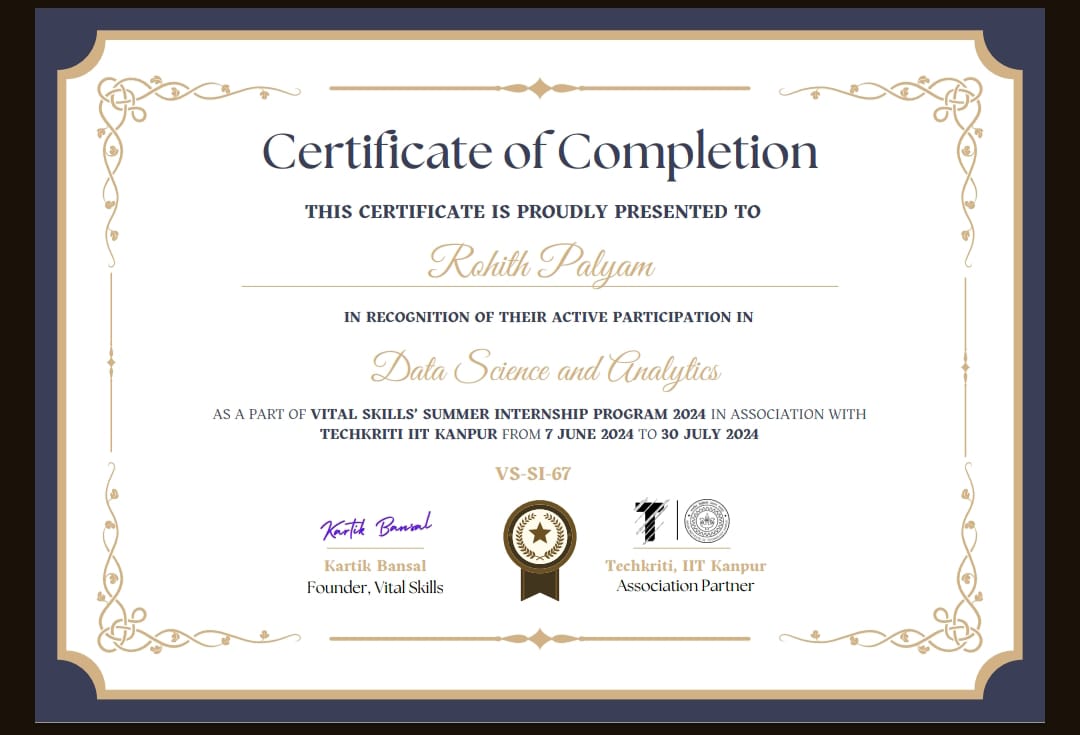 Certificate of Completion
THIS CERTIFICATE IS PROUDLY PRESENTED TO
Rohith Palyam
IN RECOGNITION OF THEIR ACTIVE PARTICIPATION IN
Data Science and Analytics
AS A PART OF VITAL SKILLS' SUMMER INTERNSHIP PROGRAM 2024 IN ASSOCIATION WITH
TECHKRITI IIT KANPUR FROM 7 JUNE 2024 TO 30 JULY 2024
VS-SI-67
Kartik Bansal
Kartik Bansal
Founder, Vital Skills
T
Techkriti, IIT Kanpur
Association Partner